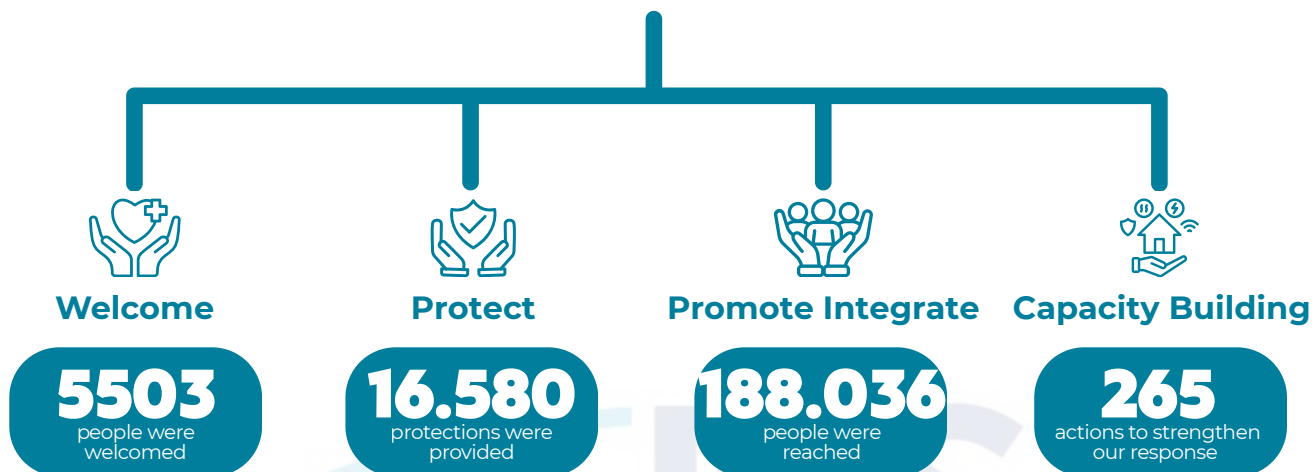 Welcome
5503
people were
welcomed
Protect
16.580
protections were
provided
Promote Integrate
188.036
people were
reached
Capacity Building
265
actions to strengthen
our response